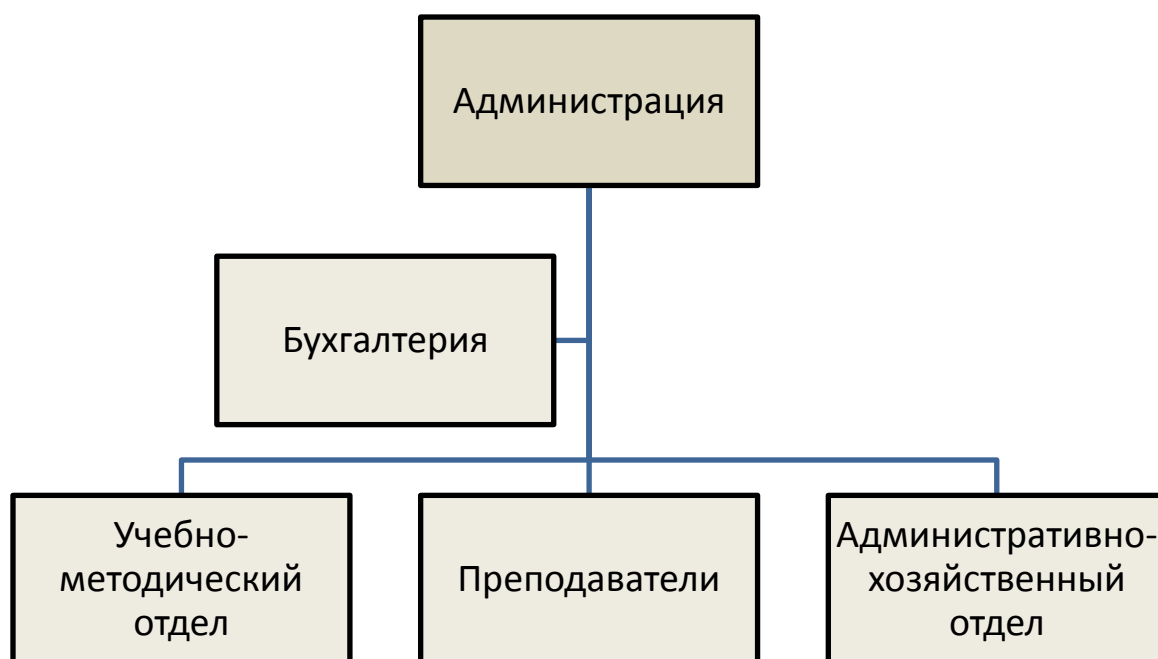 Администрация
Бухгалтерия
Учебно-
методический
отдел
Преподаватели
Административно-
хозяйственный
отдел